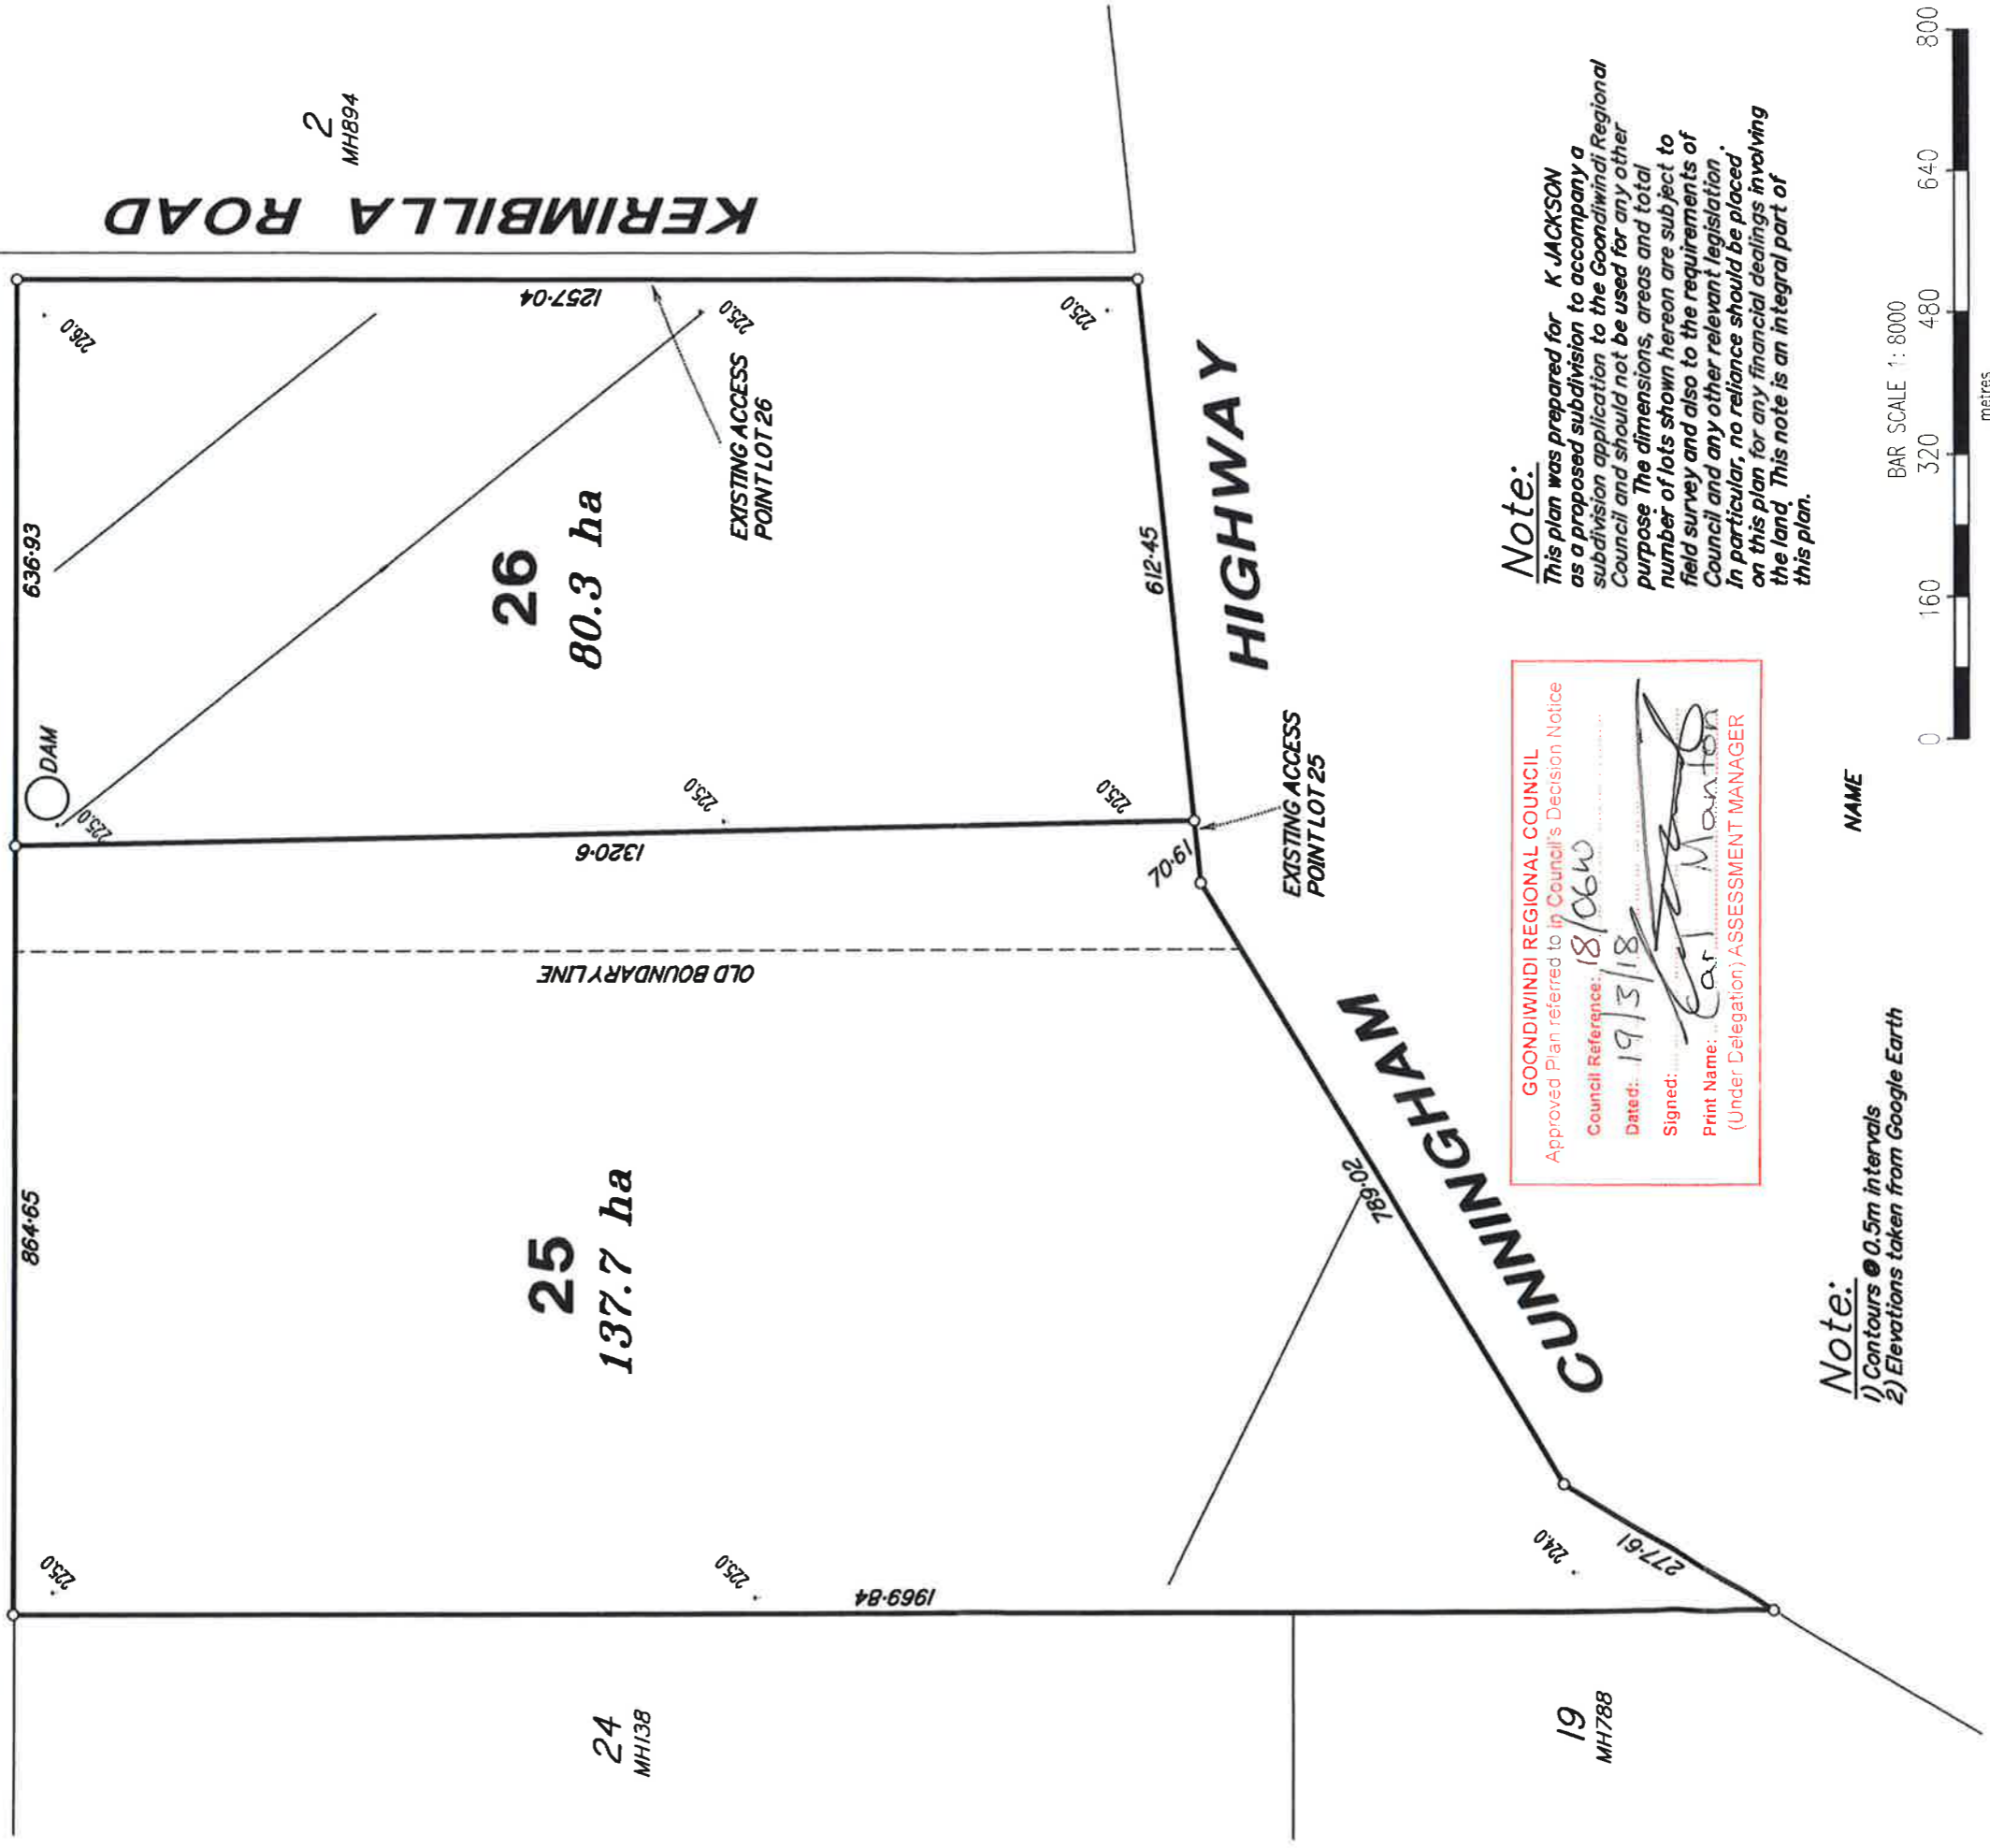 2
MH894
KERIMBILLA ROAD
636·93
226.0
1257·04
DAM
225.0
225.0
EXISTING ACCESS
POINT LOT 26
26
80.3 ha
225.0
225.0
225.0
612·45
HIGHWAY
1320·6
70·61
EXISTING ACCESS
POINT LOT 25
OLD BOUNDARY LINE
864·65
25
137.7 ha
225.0
225.0
1969·84
789·02
CUNNINGHAM
224.0
277·61
24
MH138
19
MH788
Note:
This plan was prepared for K JACKSON
as a proposed subdivision to accompany a
subdivision application to the Goondiwindi Regional
Council and should not be used for any other
purpose The dimensions, areas and total
number of lots shown hereon are subject to
field survey and also to the requirements of
Council and any other relevant legislation .
In particular, no reliance should be placed
on this plan for any financial dealings involving
the land. This note is an integral part of
this plan.
GOONDIWINDI REGIONAL COUNCIL
Approved Plan referred to in Council's Decision Notice
Council Reference: 18/06W
Dated: 19/3/18
Signed:
Print Name: Carl Manton
(Under Delegation) ASSESSMENT MANAGER
Note:
1) Contours @ 0.5m intervals
2) Elevations taken from Google Earth
NAME
BAR SCALE 1: 8000
0 160 320 480 640 800
metres